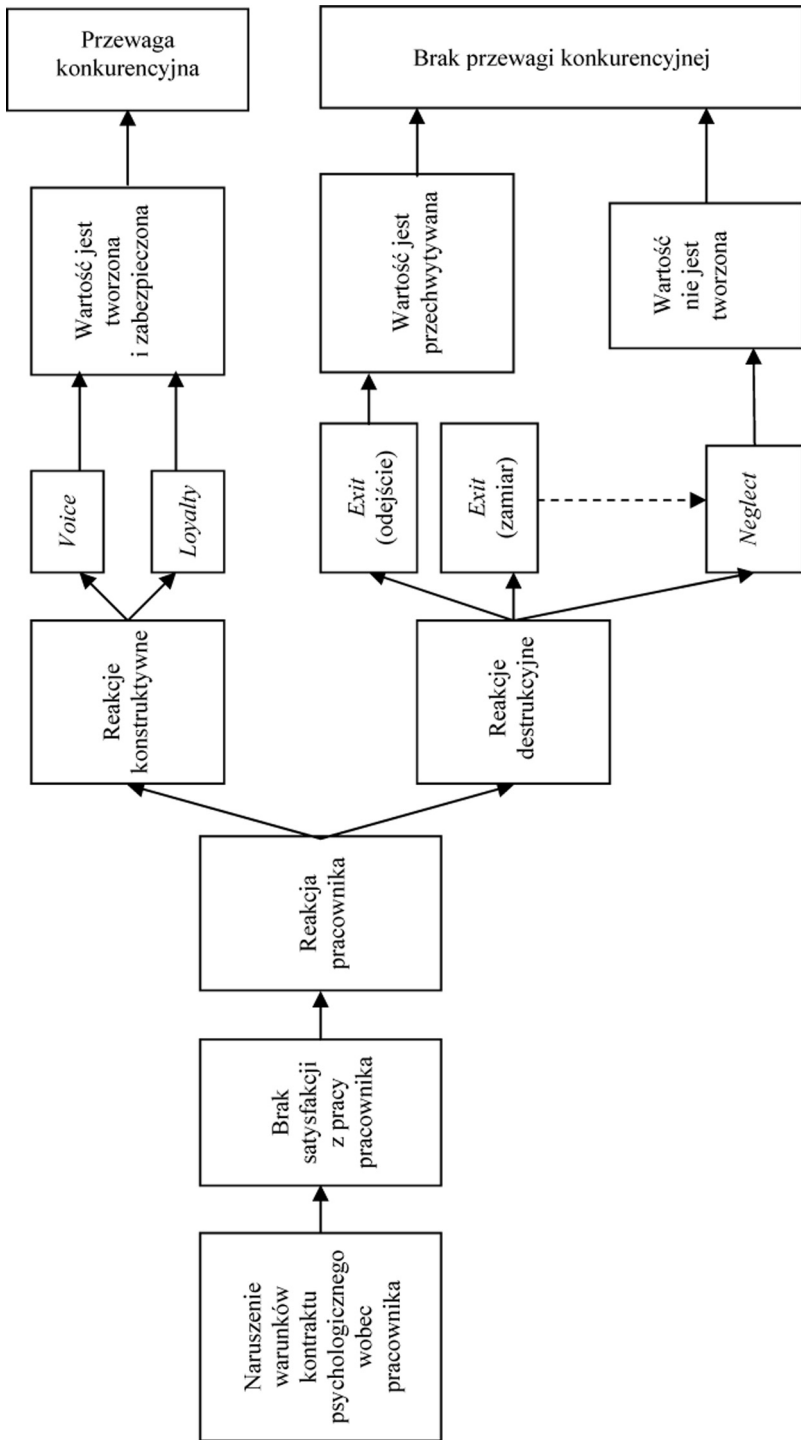 Naruszenie
warunków
kontraktu
psychologicznego
wobec
pracownika
Brak
satysfakcji
z pracy
pracownika
Reakcja
pracownika
Reakcje
konstruktywne
Reakcje
destrukcyjne
Voice
Loyalty
Exit
(odejście)
Exit
(zamiar)
Neglect
Wartość jest
tworzona
i zabezpieczona
Wartość jest
przechwytywana
Wartość
nie jest
tworzona
Przewaga
konkurencyjna
Brak przewagi konkurencyjnej